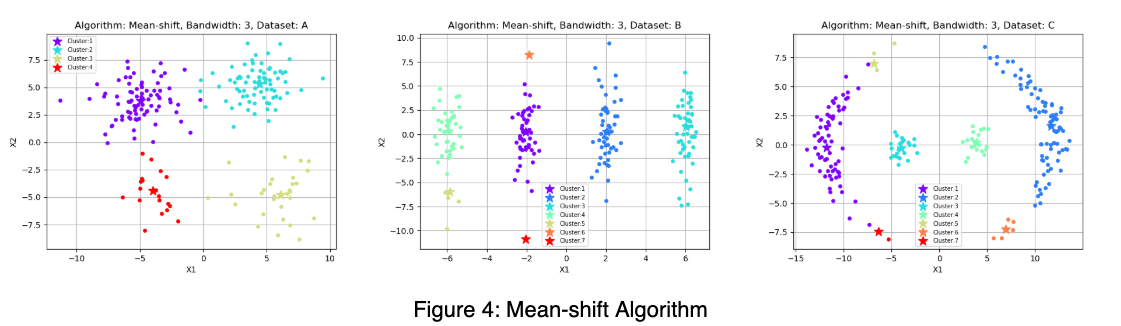 Algorithm: Mean-shift, Bandwidth: 3, Dataset: A
Cluster:1
Cluster:2
Cluster:3
Cluster:4
7.5
5.0
2.5
0.0
−2.5
−5.0
−7.5
X2
−10
−5
0
5
10
X1
Algorithm: Mean-shift, Bandwidth: 3, Dataset: B
10.0
7.5
5.0
2.5
0.0
−2.5
−5.0
−7.5
−10.0
X2
Cluster:1
Cluster:2
Cluster:3
Cluster:4
Cluster:5
Cluster:6
Cluster:7
−6
−4
−2
0
2
4
6
X1
Algorithm: Mean-shift, Bandwidth: 3, Dataset: C
7.5
5.0
2.5
0.0
−2.5
−5.0
−7.5
X2
Cluster:1
Cluster:2
Cluster:3
Cluster:4
Cluster:5
Cluster:6
Cluster:7
−15
−10
−5
0
5
10
15
X1
Figure 4: Mean-shift Algorithm